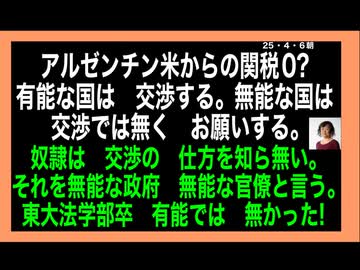 25・4・6朝
アルゼンチン米からの関税0?
有能な国は　交渉する。無能な国は
交渉では無く　お願いする。
奴隷は　交渉の　仕方を知ら無い。
それを無能な政府　無能な官僚と言う。
東大法学部卒　有能では　無かった!